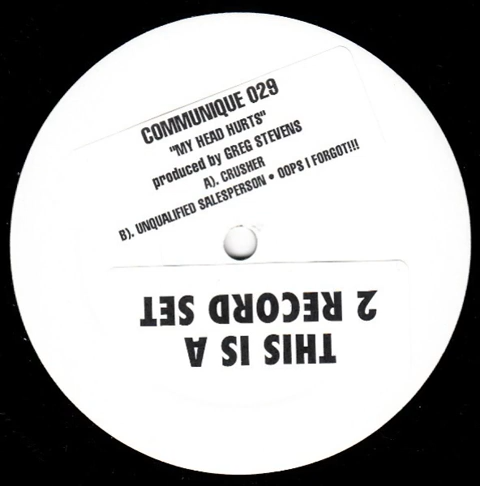 COMMUNIQUE 029
"MY HEAD HURTS"
produced by GREG STEVENS
A). CRUSHER
B). UNQUALIFIED SALESPERSON • OOPS I FORGOT!!!
THIS IS A
2 RECORD SET